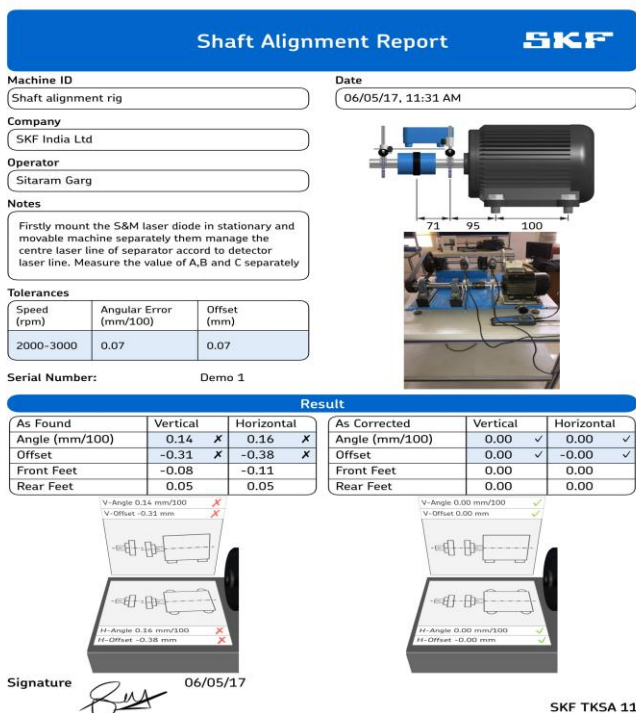 Shaft Alignment Report
SKF
Machine ID
Shaft alignment rig
Date
06/05/17, 11:31 AM
Company
SKF India Ltd
Operator
Sitaram Garg
Notes
Firstly mount the S&M laser diode in stationary and
movable machine separately them manage the
centre laser line of separator accord to detector
laser line. Measure the value of A,B and C separately
71 95 100
Tolerances
Speed (rpm) Angular Error (mm/100) Offset (mm)
2000-3000 0.07 0.07
Serial Number: Demo 1
Result
As Found Vertical Horizontal
Angle (mm/100) 0.14 ✗ 0.16 ✗
Offset -0.31 ✗ -0.38 ✗
Front Feet -0.08 -0.11
Rear Feet 0.05 0.05
As Corrected Vertical Horizontal
Angle (mm/100) 0.00 ✓ 0.00 ✓
Offset 0.00 ✓ -0.00 ✓
Front Feet 0.00 0.00
Rear Feet 0.00 0.00
V-Angle 0.14 mm/100 ✗
V-Offset -0.31 mm ✗
H-Angle 0.16 mm/100 ✗
H-Offset -0.38 mm ✗
V-Angle 0.00 mm/100 ✓
V-Offset 0.00 mm ✓
H-Angle 0.00 mm/100 ✓
H-Offset -0.00 mm ✓
Signature 06/05/17
SKF TKSA 11